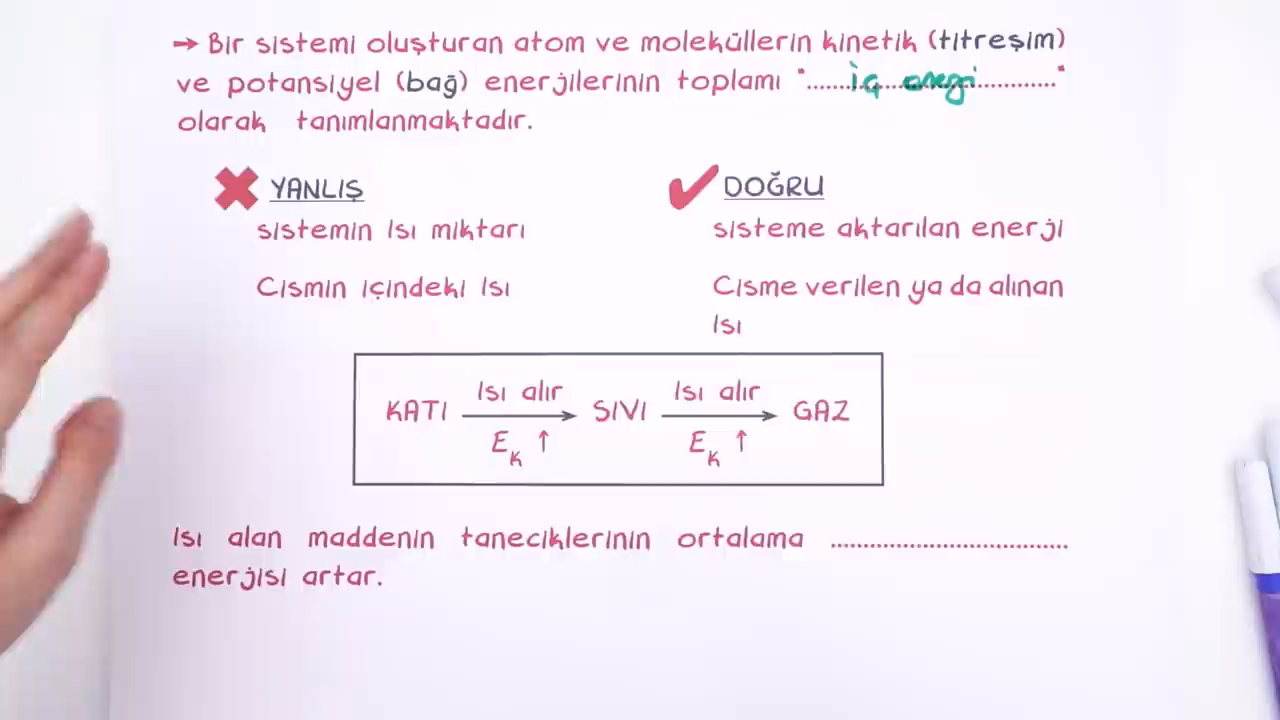 → Bir sistemi oluşturan atom ve moleküllerin kinetik (titreşim)
ve potansiyel (bağ) enerjilerinin toplamı "......iç enerji.........."
olarak tanımlanmaktadır.
YANLIŞ
sistemin ısı miktarı
Cismin içindeki ısı
DOĞRU
sisteme aktarılan enerji
Cisme verilen ya da alınan
ısı
KATI Isı alır SIVI Isı alır GAZ
Eₖ ↑ Eₖ ↑
Isı alan maddenin taneciklerinin ortalama ....................................
enerjisi artar.